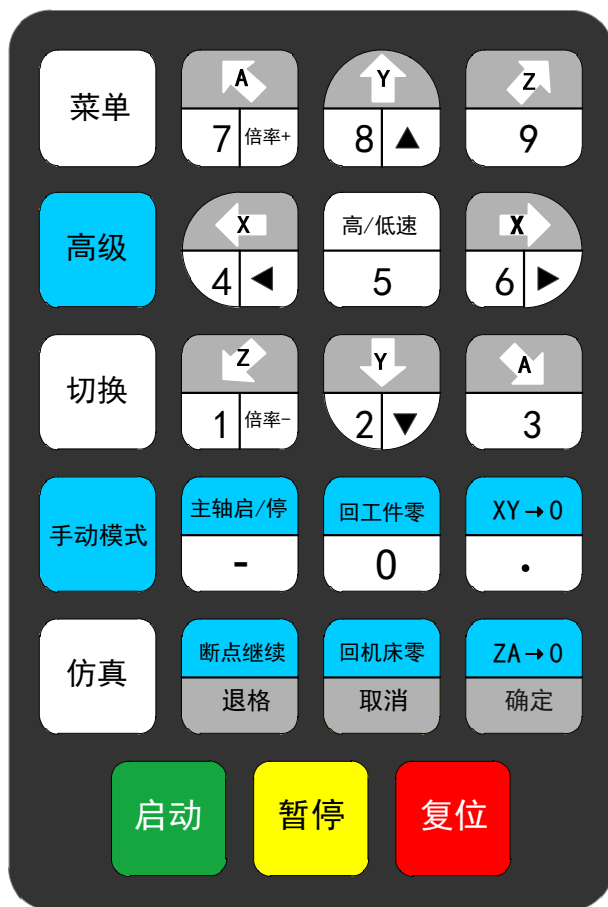 菜单
A
7 倍率+
Y
8 ▲
Z
9
高级
X
4 ◀
高/低速
5
X
6 ▶
切换
Z
1 倍率-
Y
2 ▼
A
3
手动模式
主轴启/停
-
回工件零
0
XY→0
.
仿真
断点继续
退格
回机床零
取消
ZA→0
确定
启动
暂停
复位